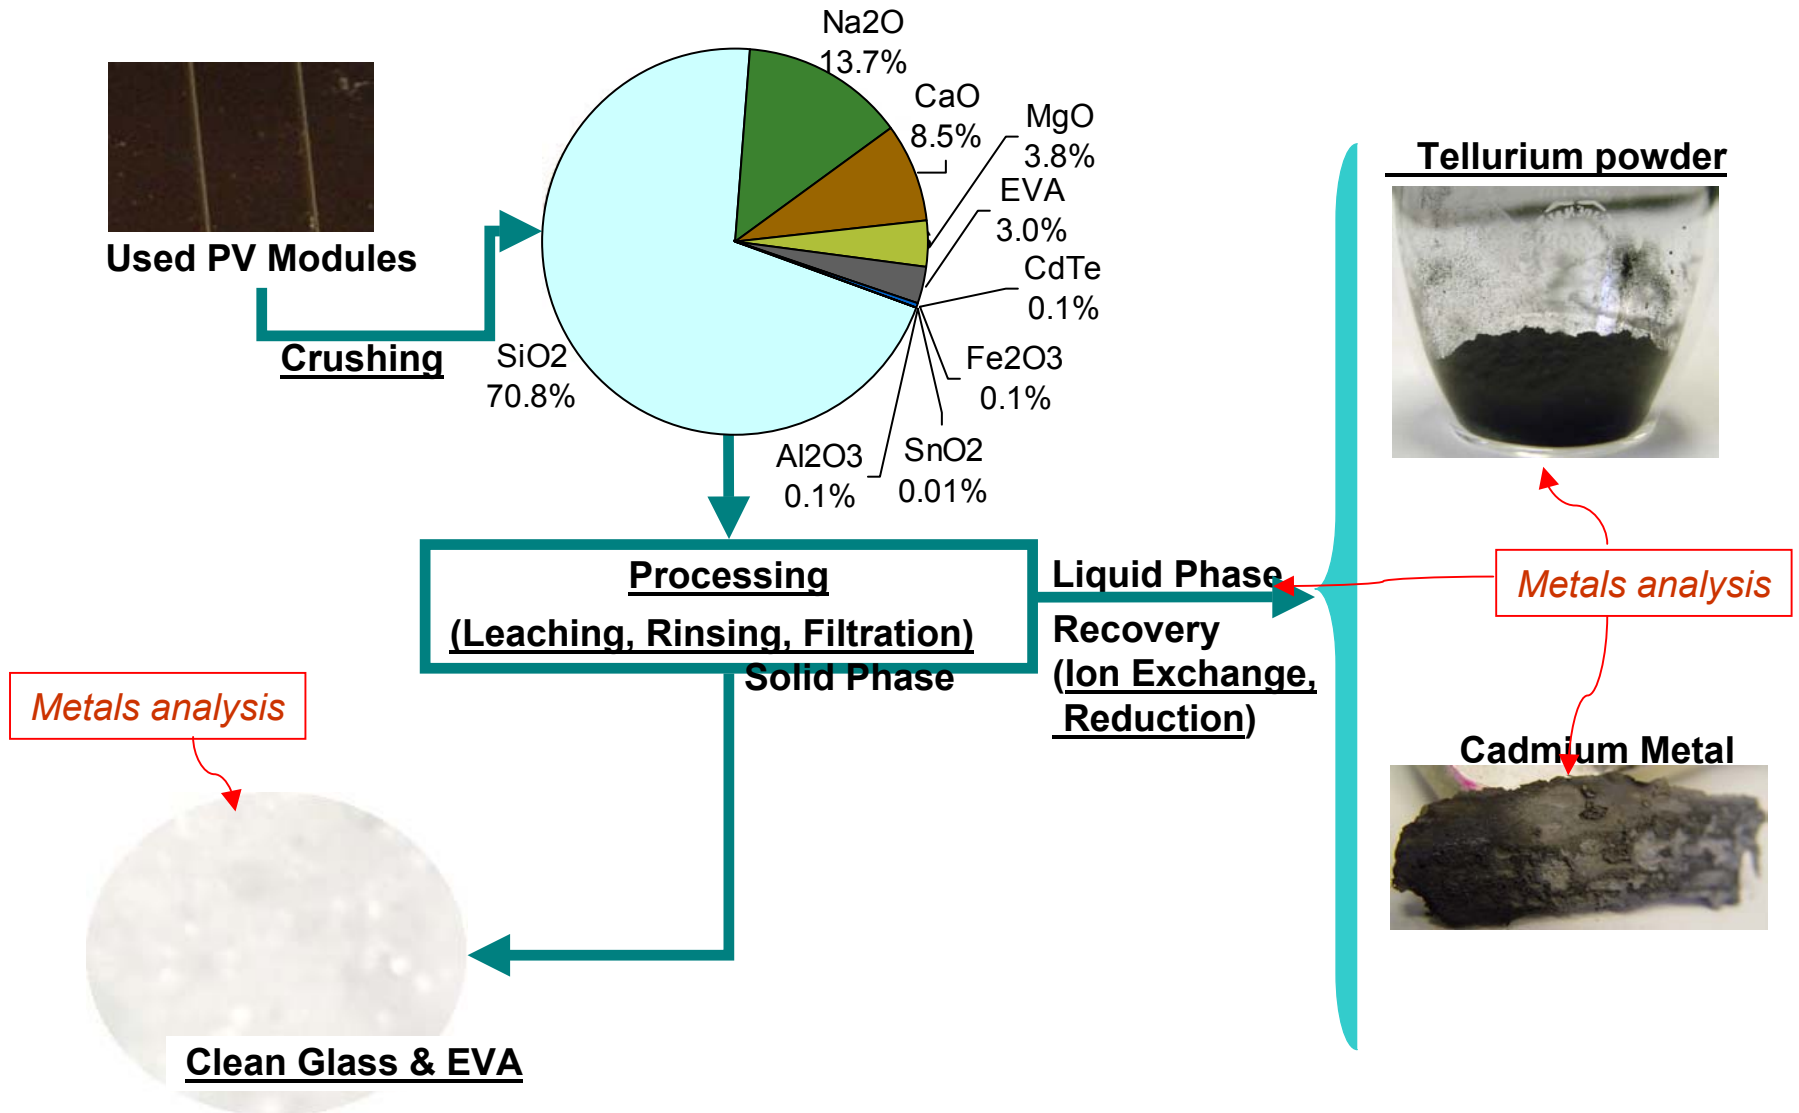 Na2O
13.7%
CaO
8.5%
MgO
3.8%
EVA
3.0%
CdTe
0.1%
Fe2O3
0.1%
SnO2
0.01%
Al2O3
0.1%
SiO2
70.8%
Used PV Modules
Crushing
Processing
(Leaching, Rinsing, Filtration)
Solid Phase
Liquid Phase
Recovery
(Ion Exchange,
Reduction)
Tellurium powder
Metals analysis
Cadmium Metal
Metals analysis
Clean Glass & EVA